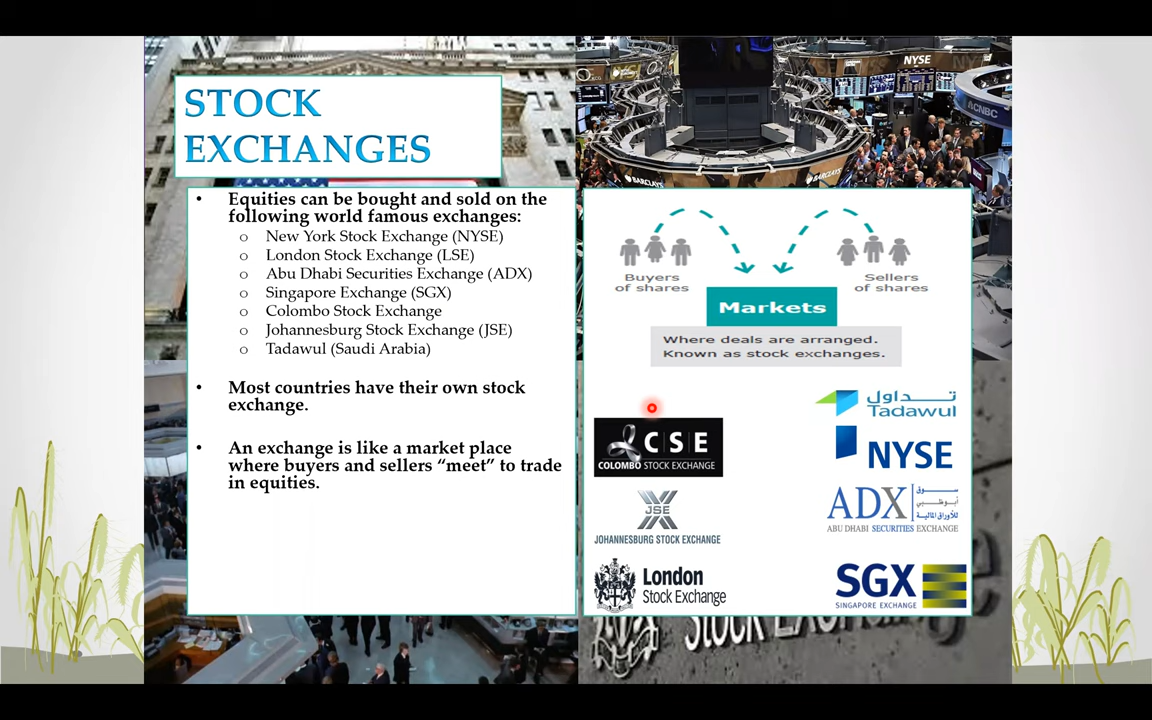 STOCK
EXCHANGES
• Equities can be bought and sold on the
following world famous exchanges:
o New York Stock Exchange (NYSE)
o London Stock Exchange (LSE)
o Abu Dhabi Securities Exchange (ADX)
o Singapore Exchange (SGX)
o Colombo Stock Exchange
o Johannesburg Stock Exchange (JSE)
o Tadawul (Saudi Arabia)
• Most countries have their own stock
exchange.
• An exchange is like a market place
where buyers and sellers “meet” to trade
in equities.
NYSE
NY
CNBC
BARCLAYS
BARCLAYS
Buyers
of shares
Sellers
of shares
Markets
Where deals are arranged.
Known as stock exchanges.
CSE
COLOMBO STOCK EXCHANGE
JSE
JOHANNESBURG STOCK EXCHANGE
London
Stock Exchange
تداول
Tadawul
NYSE
ADX
سوق
أبوظبي
للأوراق المالية
ABU DHABI SECURITIES EXCHANGE
SGX
SINGAPORE EXCHANGE